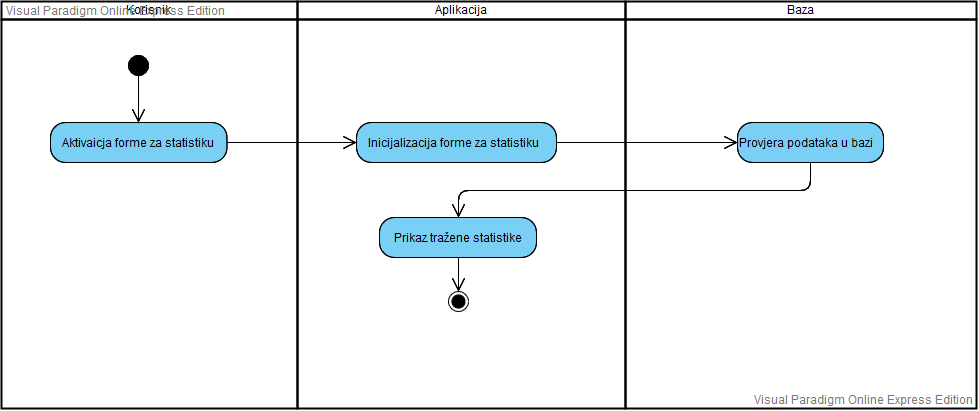 Visual Paradigm Online Express Edition
Korisnik
Aplikacija
Baza
Aktivaicja forme za statistiku
Inicijalizacija forme za statistiku
Provjera podataka u bazi
Prikaz tražene statistike
Visual Paradigm Online Express Edition